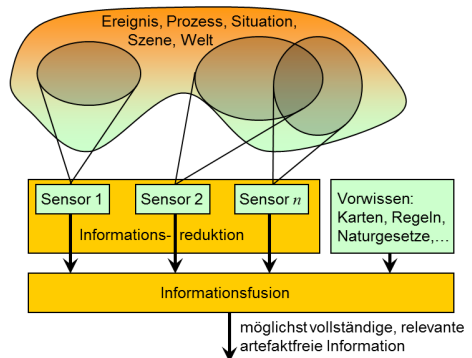 Ereignis, Prozess, Situation,
Szene, Welt
Sensor 1
Sensor 2
Sensor n
Informations-reduktion
Vorwissen:
Karten, Regeln,
Naturgesetze,…
Informationsfusion
möglichst vollständige, relevante
artefaktfreie Information